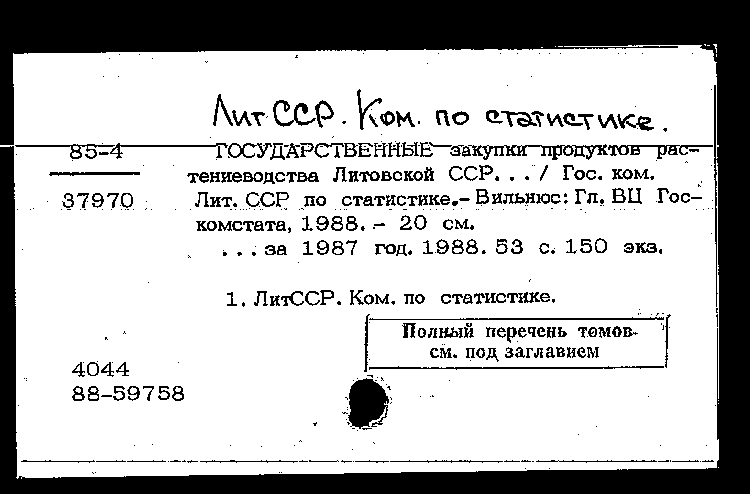 Лит ССР. Ком. по статистике.
85-4 ГОСУДАРСТВЕННЫЕ закупки продуктов рас-
тениеводства Литовской ССР... / Гос. ком.
37970 Лит. ССР по статистике.- Вильнюс: Гл. ВЦ Гос-
комстата, 1988. - 20 см.
... за 1987 год. 1988. 53 с. 150 экз.
1. ЛитССР. Ком. по статистике.
Полный перечень томов
см. под заглавием
4044
88-59758